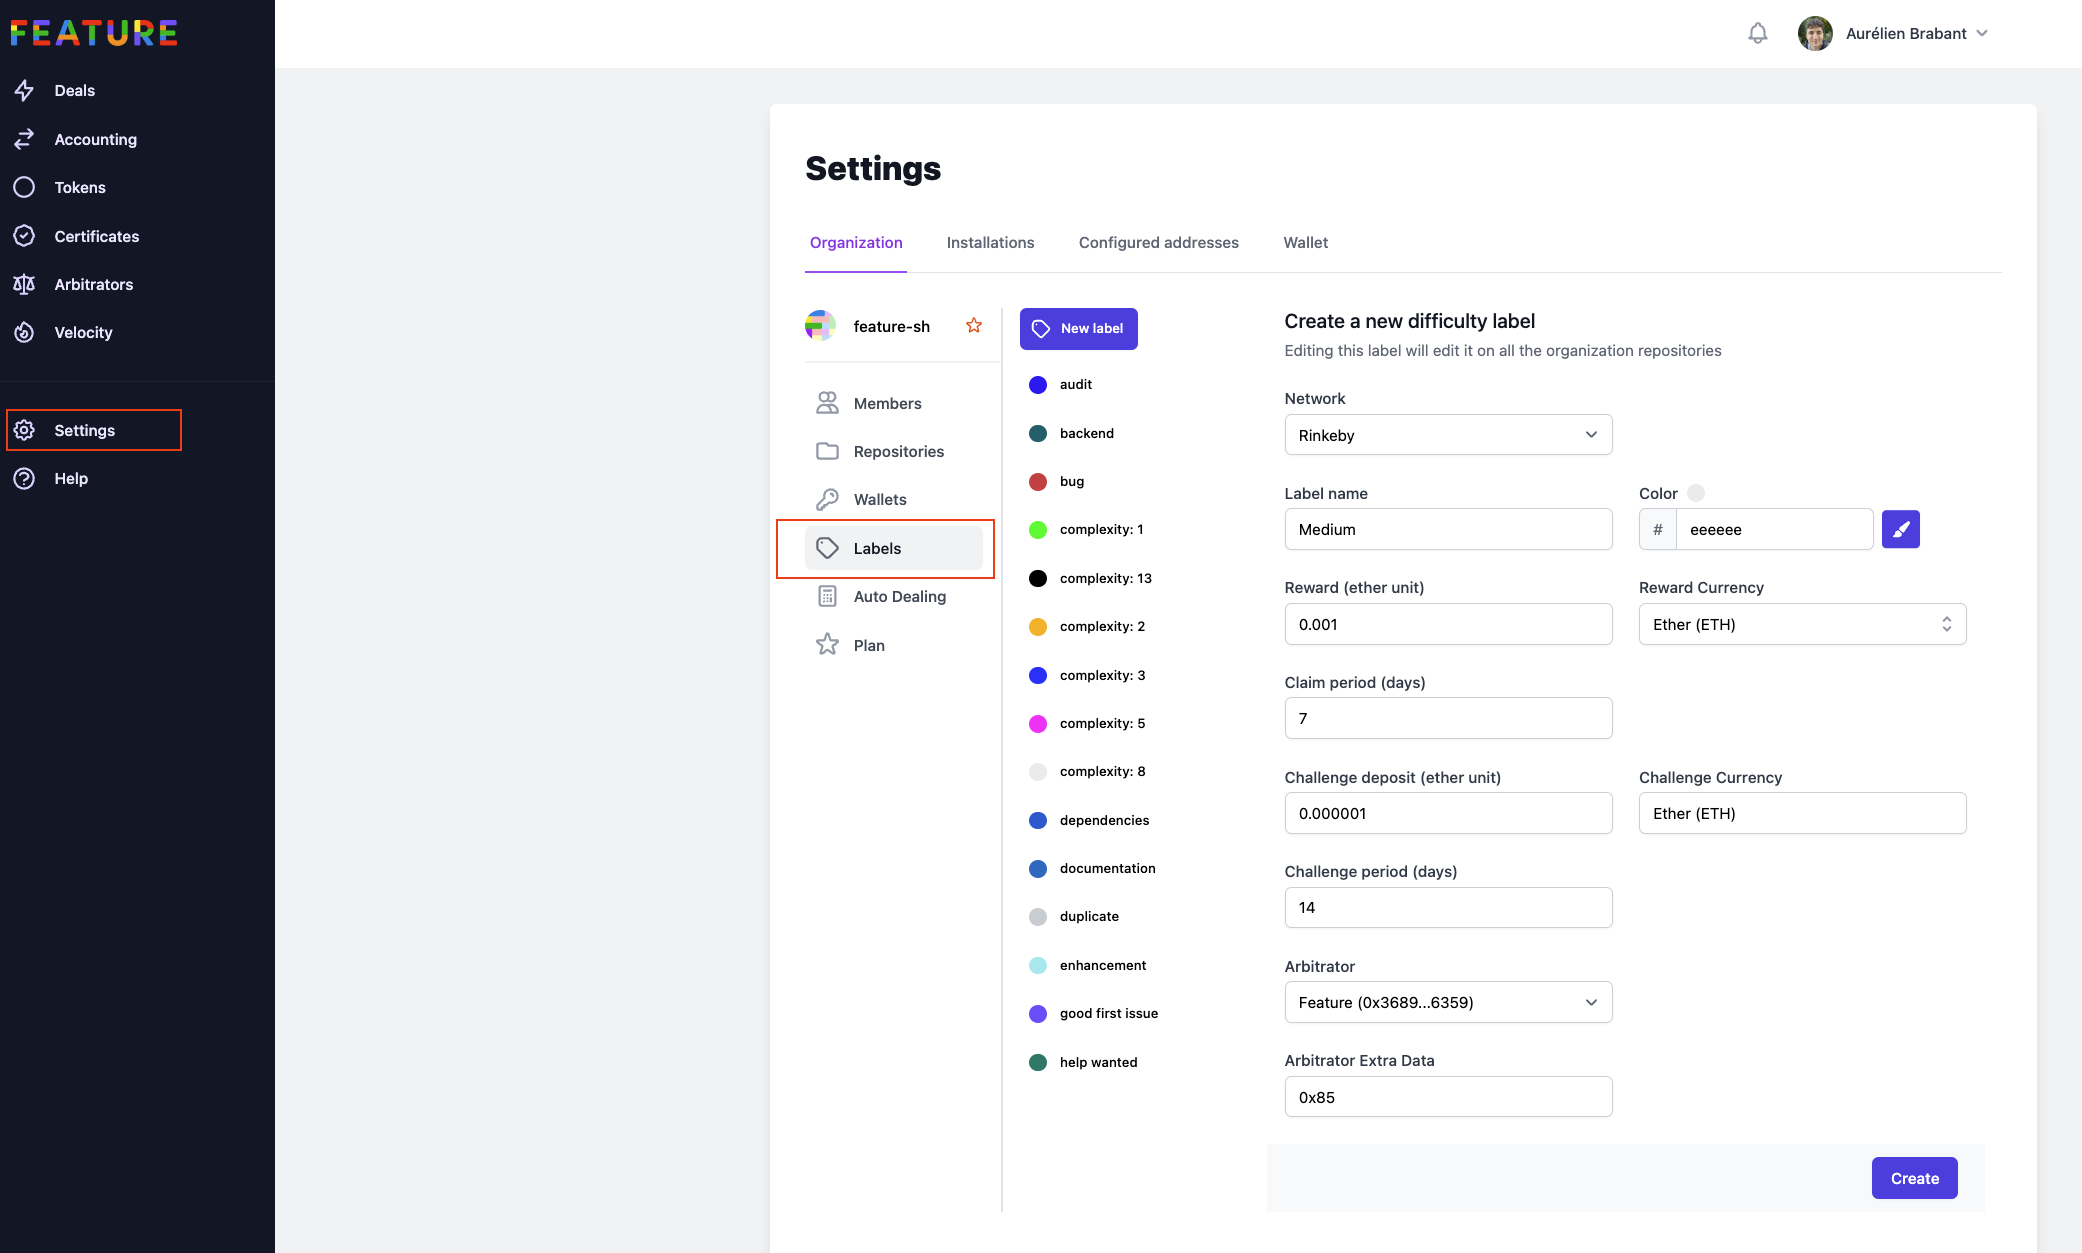 FEATURE
Deals
Accounting
Tokens
Certificates
Arbitrators
Velocity
Settings
Help
Aurélien Brabant
Settings
Organization
Installations
Configured addresses
Wallet
feature-sh
Members
Repositories
Wallets
Labels
Auto Dealing
Plan
New label
audit
backend
bug
complexity: 1
complexity: 13
complexity: 2
complexity: 3
complexity: 5
complexity: 8
dependencies
documentation
duplicate
enhancement
good first issue
help wanted
Create a new difficulty label
Editing this label will edit it on all the organization repositories
Network
Rinkeby
Label name
Color
Medium
# eeeeee
Reward (ether unit)
Reward Currency
0.001
Ether (ETH)
Claim period (days)
7
Challenge deposit (ether unit)
Challenge Currency
0.000001
Ether (ETH)
Challenge period (days)
14
Arbitrator
Feature (0x3689...6359)
Arbitrator Extra Data
0x85
Create